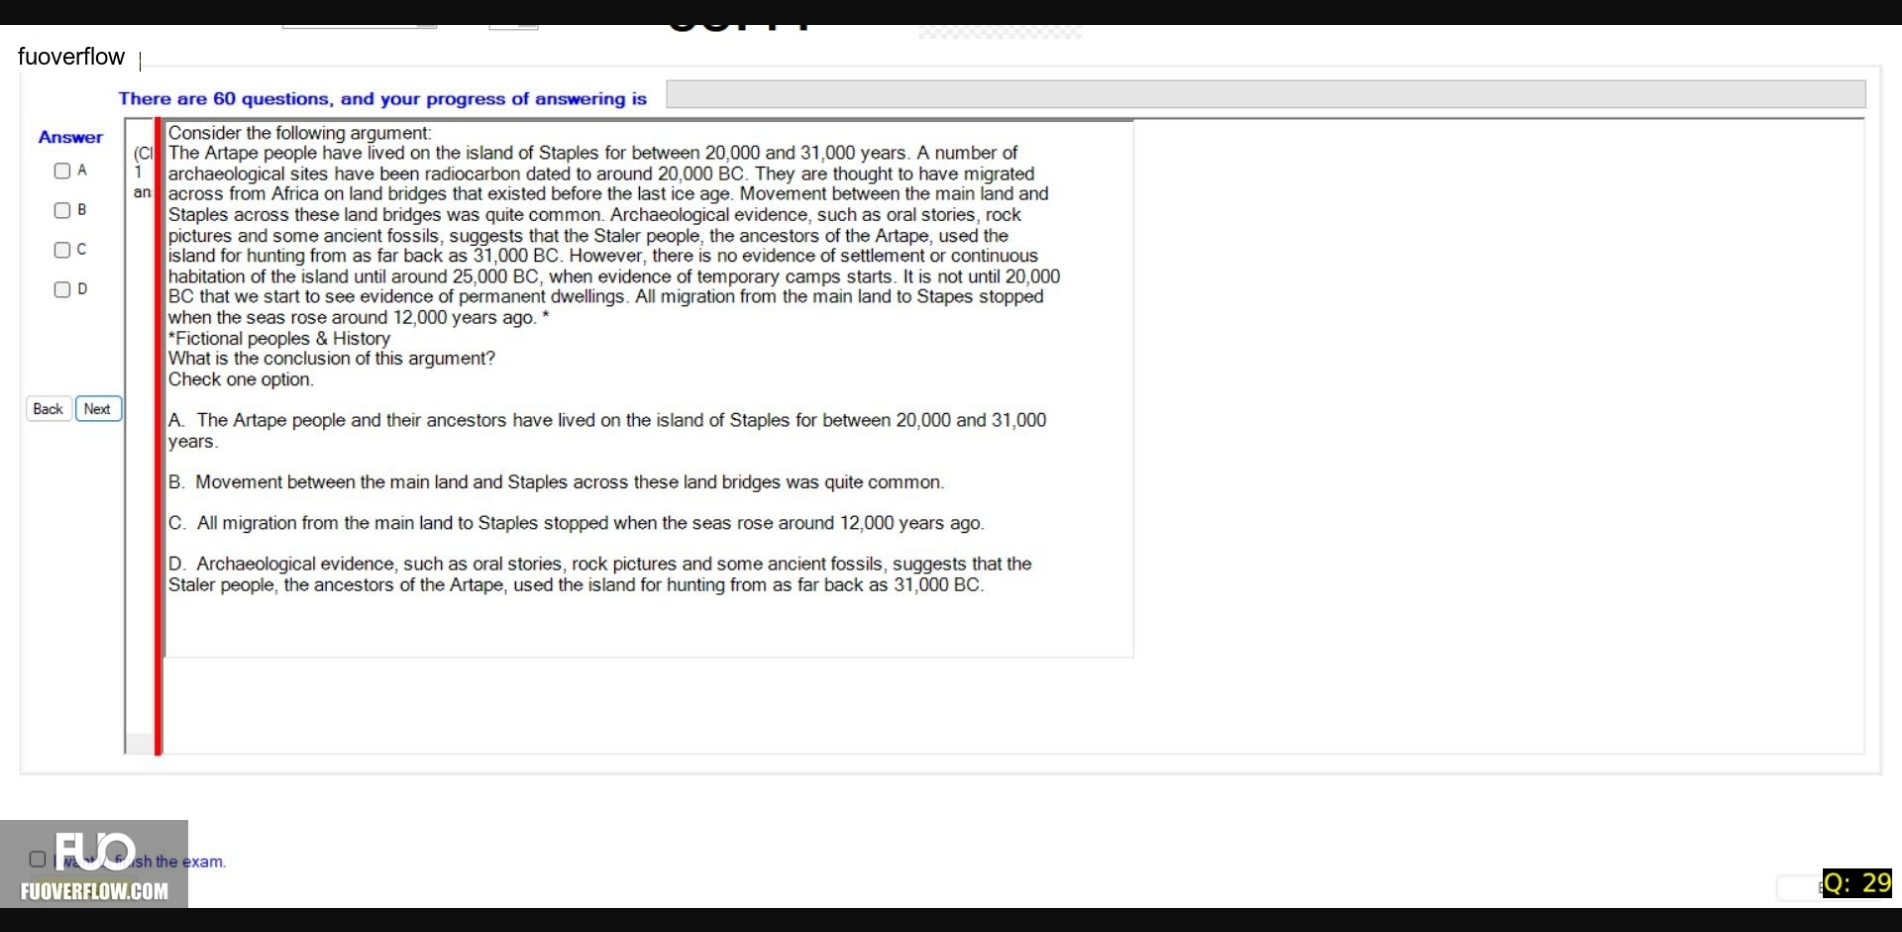 fuoverflow
There are 60 questions, and your progress of answering is
Answer
A
B
C
D
Back Next
(Cl
1
an
Consider the following argument:
The Artape people have lived on the island of Staples for between 20,000 and 31,000 years. A number of
archaeological sites have been radiocarbon dated to around 20,000 BC. They are thought to have migrated
across from Africa on land bridges that existed before the last ice age. Movement between the main land and
Staples across these land bridges was quite common. Archaeological evidence, such as oral stories, rock
pictures and some ancient fossils, suggests that the Staler people, the ancestors of the Artape, used the
island for hunting from as far back as 31,000 BC. However, there is no evidence of settlement or continuous
habitation of the island until around 25,000 BC, when evidence of temporary camps starts. It is not until 20,000
BC that we start to see evidence of permanent dwellings. All migration from the main land to Stapes stopped
when the seas rose around 12,000 years ago. *
*Fictional peoples & History
What is the conclusion of this argument?
Check one option.
A. The Artape people and their ancestors have lived on the island of Staples for between 20,000 and 31,000
years.
B. Movement between the main land and Staples across these land bridges was quite common.
C. All migration from the main land to Staples stopped when the seas rose around 12,000 years ago.
D. Archaeological evidence, such as oral stories, rock pictures and some ancient fossils, suggests that the
Staler people, the ancestors of the Artape, used the island for hunting from as far back as 31,000 BC.
FUO
the exam.
FUOVERFLOW.COM
Q: 29